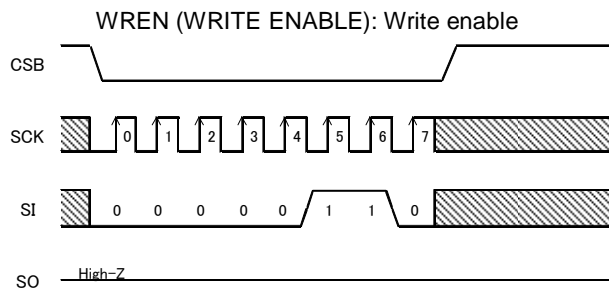 WREN (WRITE ENABLE): Write enable
CSB
SCK 0 1 2 3 4 5 6 7
SI 0 0 0 0 0 1 1 0
High-Z
SO